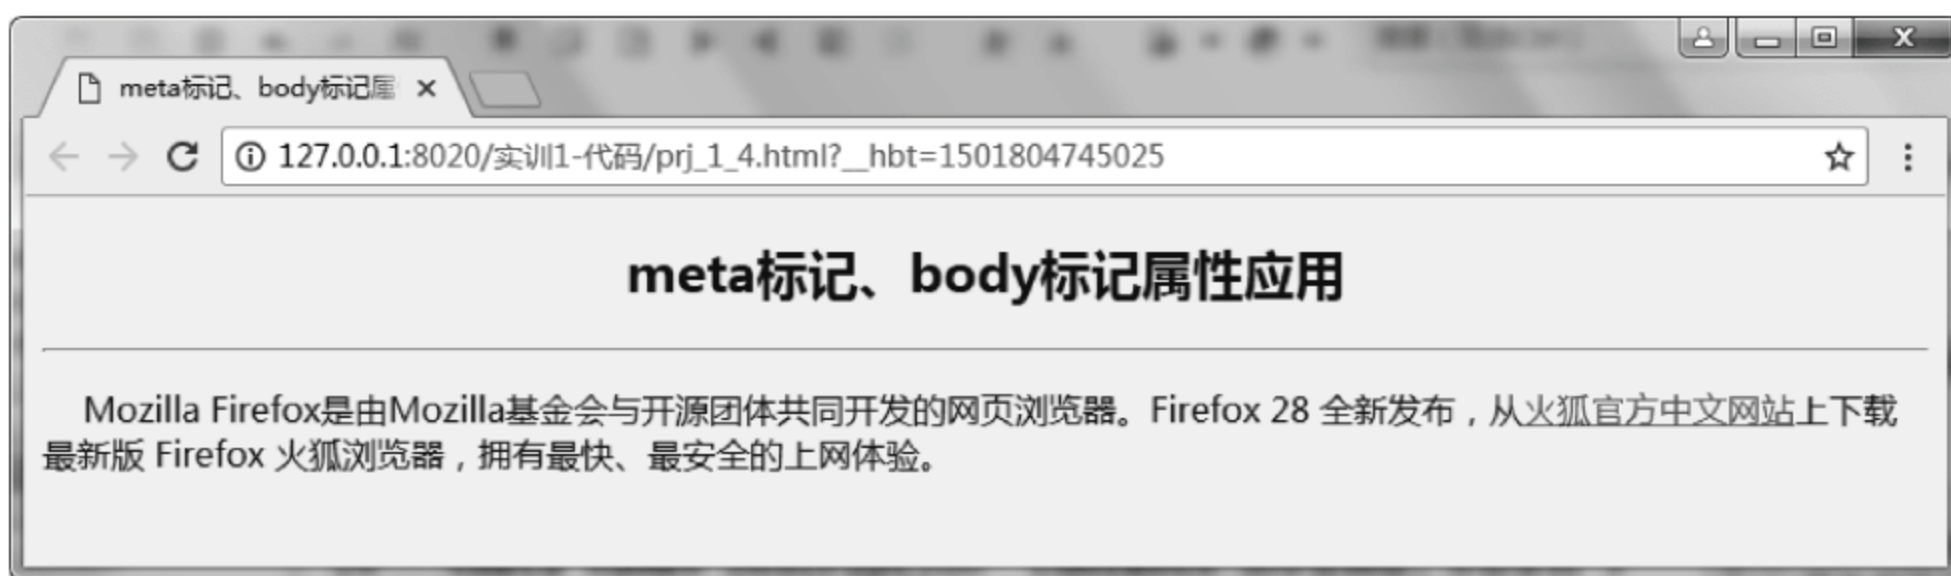 meta标记、body标记属
127.0.0.1:8020/实训1-代码/prj_1_4.html?__hbt=1501804745025
meta标记、body标记属性应用
Mozilla Firefox是由Mozilla基金会与开源团体共同开发的网页浏览器。Firefox 28 全新发布，从火狐官方中文网站上下载
最新版 Firefox 火狐浏览器，拥有最快、最安全的上网体验。